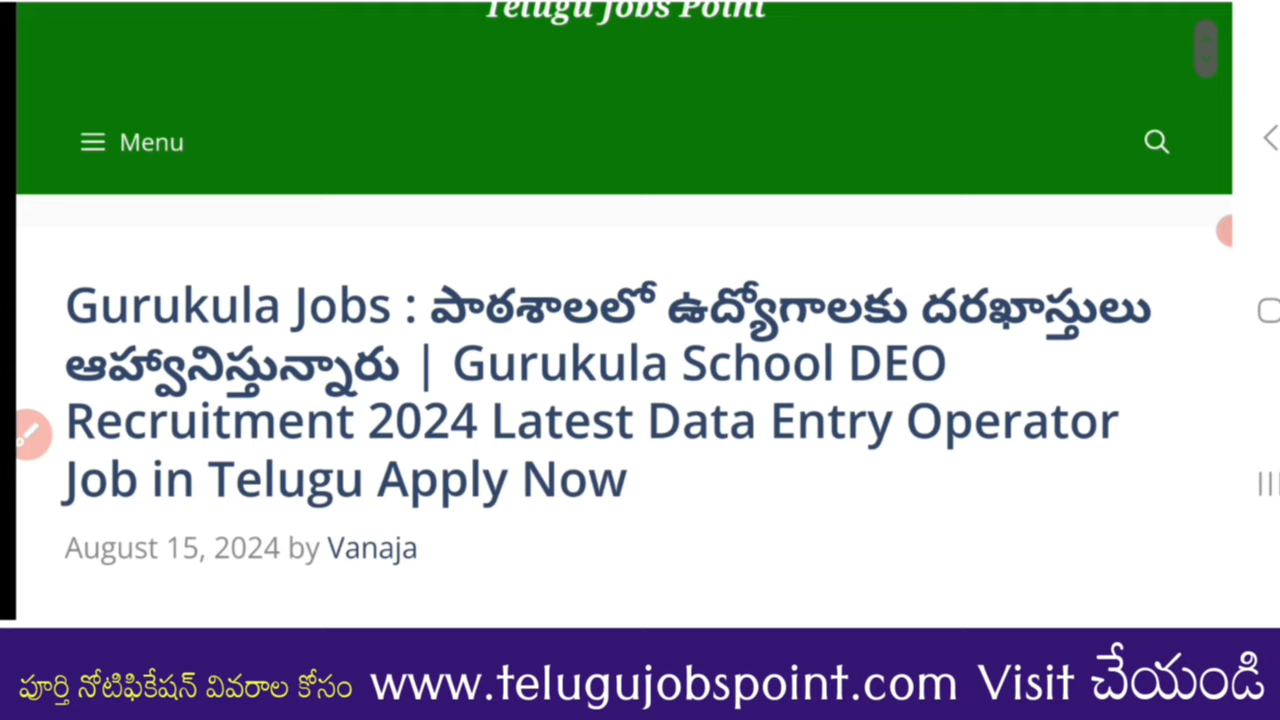 Telugu Jobs Point
Menu
Gurukula Jobs : పాఠశాలలో ఉద్యోగాలకు దరఖాస్తులు
ఆహ్వానిస్తున్నారు | Gurukula School DEO
Recruitment 2024 Latest Data Entry Operator
Job in Telugu Apply Now
August 15, 2024 by Vanaja
పూర్తి నోటిఫికేషన్ వివరాల కోసం www.telugujobspoint.com Visit చేయండి